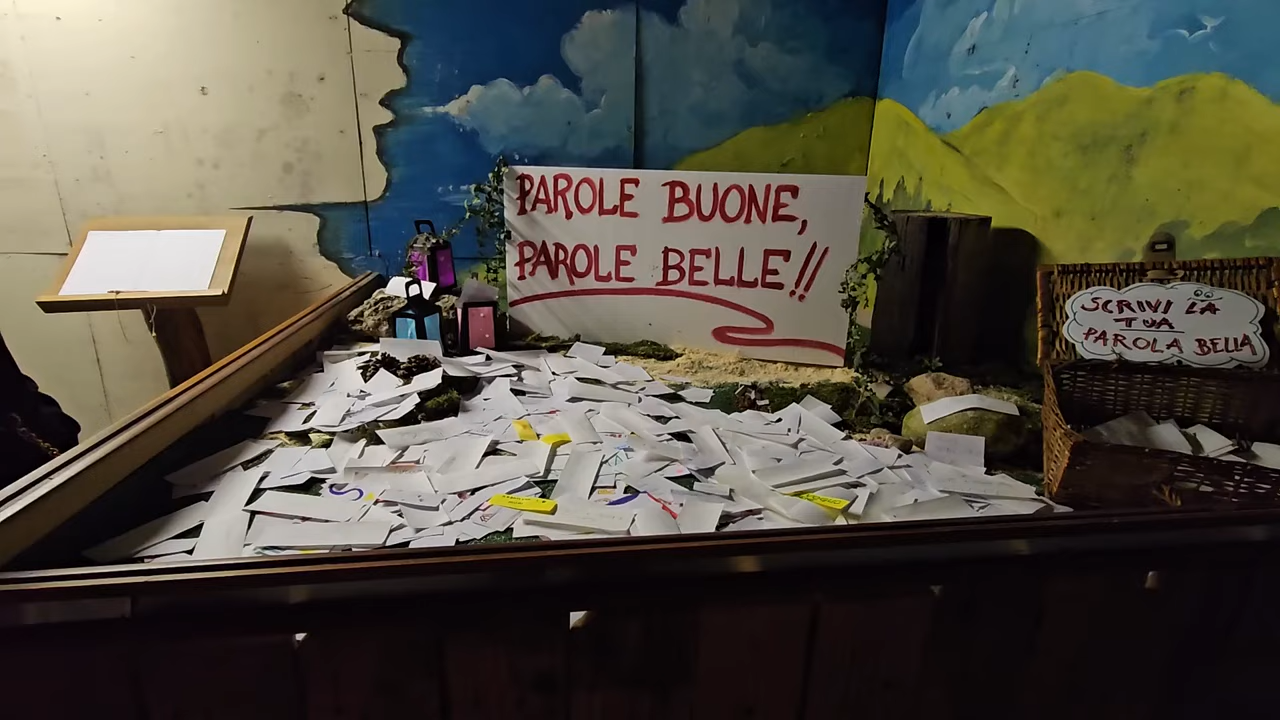 PAROLE BUONE,
PAROLE BELLE!!
SCRIVI LA
TUA
PAROLA BELLA